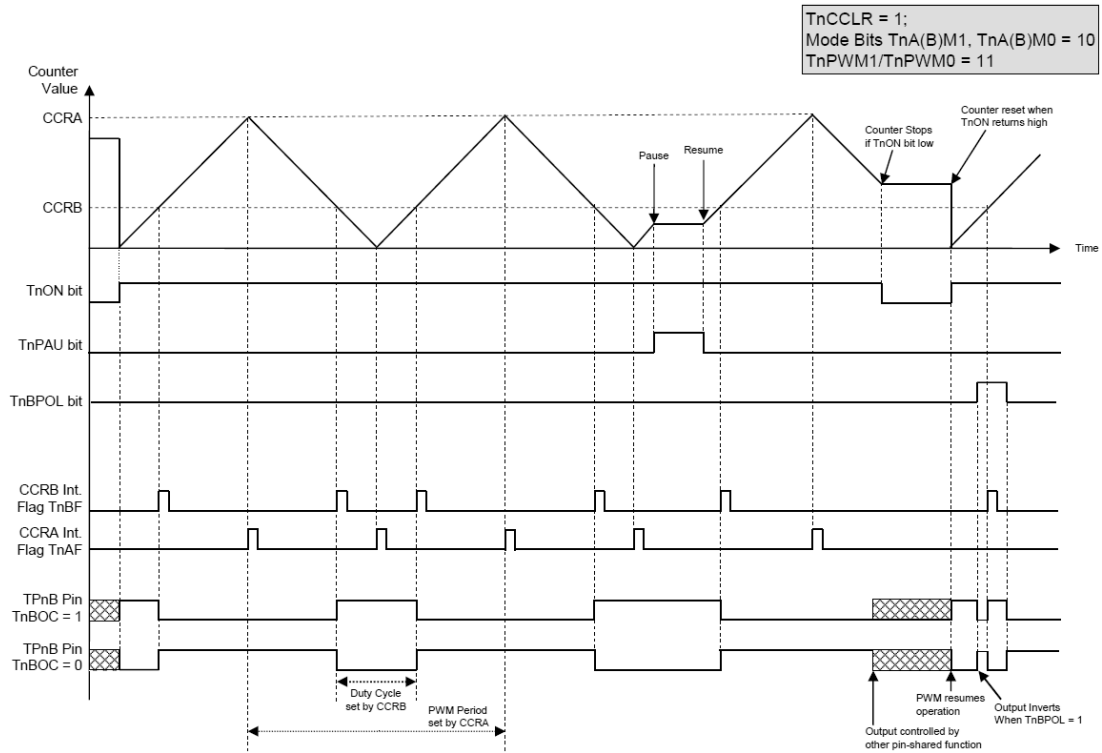 TnCCLR = 1;
Mode Bits TnA(B)M1, TnA(B)M0 = 10
TnPWM1/TnPWM0 = 11
Counter
Value
CCRA
CCRB
Pause
Resume
Counter Stops
if TnON bit low
Counter reset when
TnON returns high
Time
TnON bit
TnPAU bit
TnBPOL bit
CCRB Int.
Flag TnBF
CCRA Int.
Flag TnAF
TPnB Pin
TnBOC = 1
TPnB Pin
TnBOC = 0
Duty Cycle
set by CCRB
PWM Period
set by CCRA
Output controlled by
other pin-shared function
PWM resumes
operation
Output Inverts
When TnBPOL = 1